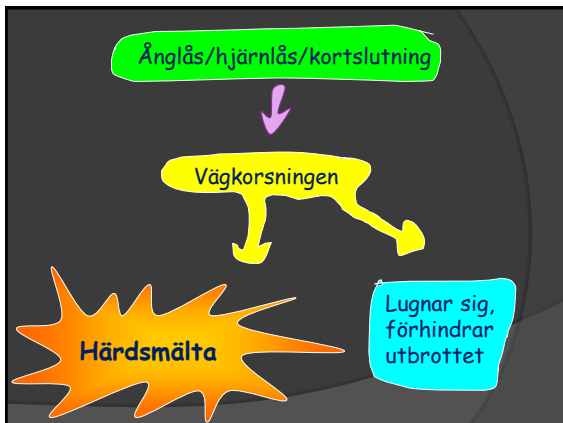 Ånglås/hjärnlås/kortslutning
Vägkorsningen
Härdsmälta
Lugnar sig,
förhindrar
utbrottet